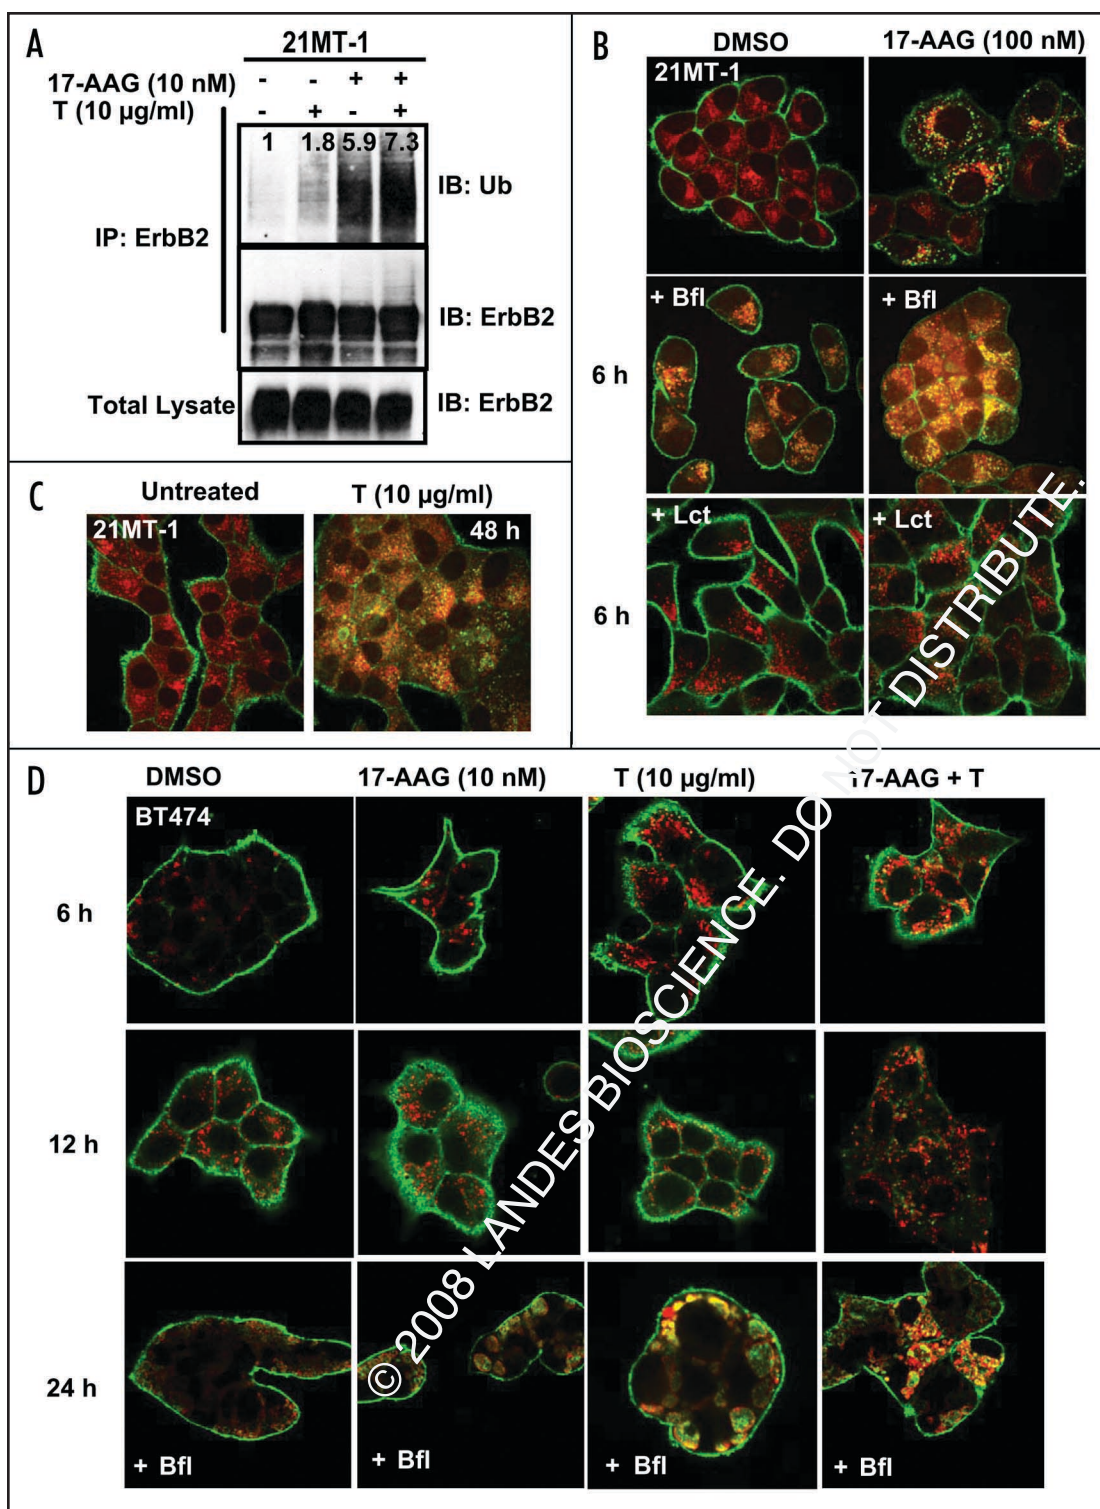 A
21MT-1
17-AAG (10 nM) - - + +
T (10 µg/ml) - + - +
1 1.8 5.9 7.3
IB: Ub
IP: ErbB2
IB: ErbB2
Total Lysate
IB: ErbB2
B
DMSO 17-AAG (100 nM)
21MT-1
+ Bfl + Bfl
6 h
+ Lct + Lct
6 h
C
Untreated T (10 µg/ml)
21MT-1 48 h
D
DMSO 17-AAG (10 nM) T (10 µg/ml) 17-AAG + T
BT474
6 h
12 h
24 h
+ Bfl + Bfl + Bfl + Bfl
© 2008 LANDES BIOSCIENCE. DO NOT DISTRIBUTE.